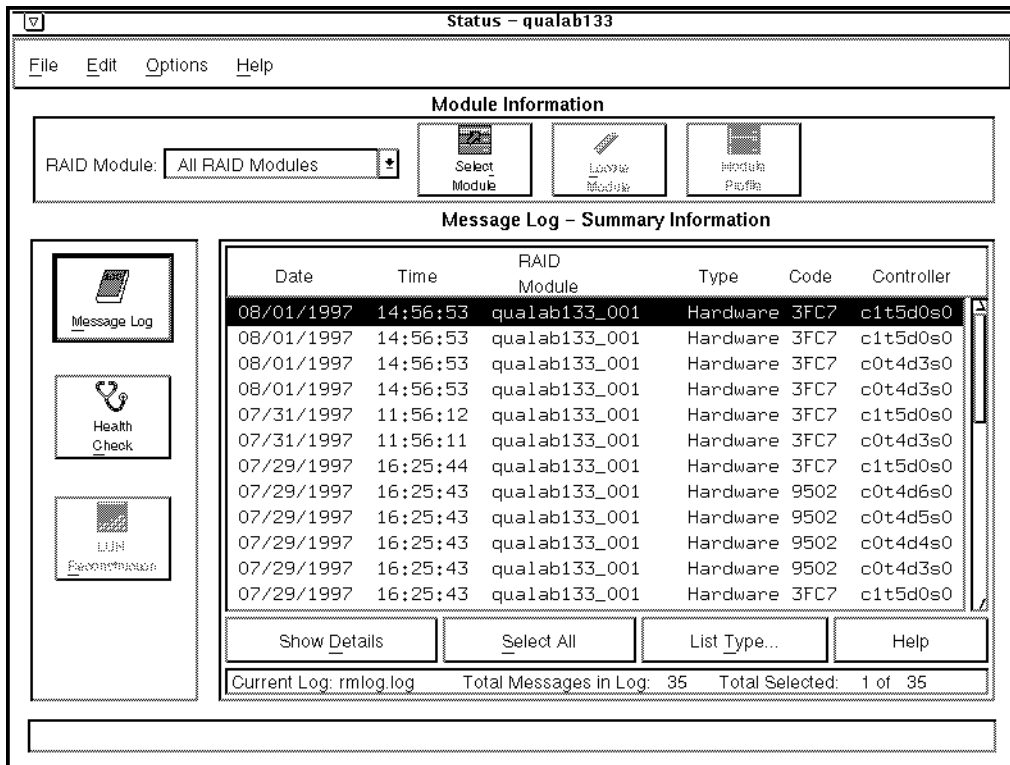 Status – qualab133
File Edit Options Help
Module Information
RAID Module: All RAID Modules
Select
Module
Locate
Module
Module
Profile
Message Log – Summary Information
Message Log
Health
Check
LUN
Reconstruction
Date Time RAID Module Type Code Controller
08/01/1997 14:56:53 qualab133_001 Hardware 3FC7 c1t5d0s0
08/01/1997 14:56:53 qualab133_001 Hardware 3FC7 c1t5d0s0
08/01/1997 14:56:53 qualab133_001 Hardware 3FC7 c0t4d3s0
08/01/1997 14:56:53 qualab133_001 Hardware 3FC7 c0t4d3s0
07/31/1997 11:56:12 qualab133_001 Hardware 3FC7 c1t5d0s0
07/31/1997 11:56:11 qualab133_001 Hardware 3FC7 c0t4d3s0
07/29/1997 16:25:44 qualab133_001 Hardware 3FC7 c1t5d0s0
07/29/1997 16:25:43 qualab133_001 Hardware 9502 c0t4d6s0
07/29/1997 16:25:43 qualab133_001 Hardware 9502 c0t4d5s0
07/29/1997 16:25:43 qualab133_001 Hardware 9502 c0t4d4s0
07/29/1997 16:25:43 qualab133_001 Hardware 9502 c0t4d3s0
07/29/1997 16:25:43 qualab133_001 Hardware 3FC7 c1t5d0s0
Show Details Select All List Type... Help
Current Log: rmlog.log Total Messages in Log: 35 Total Selected: 1 of 35